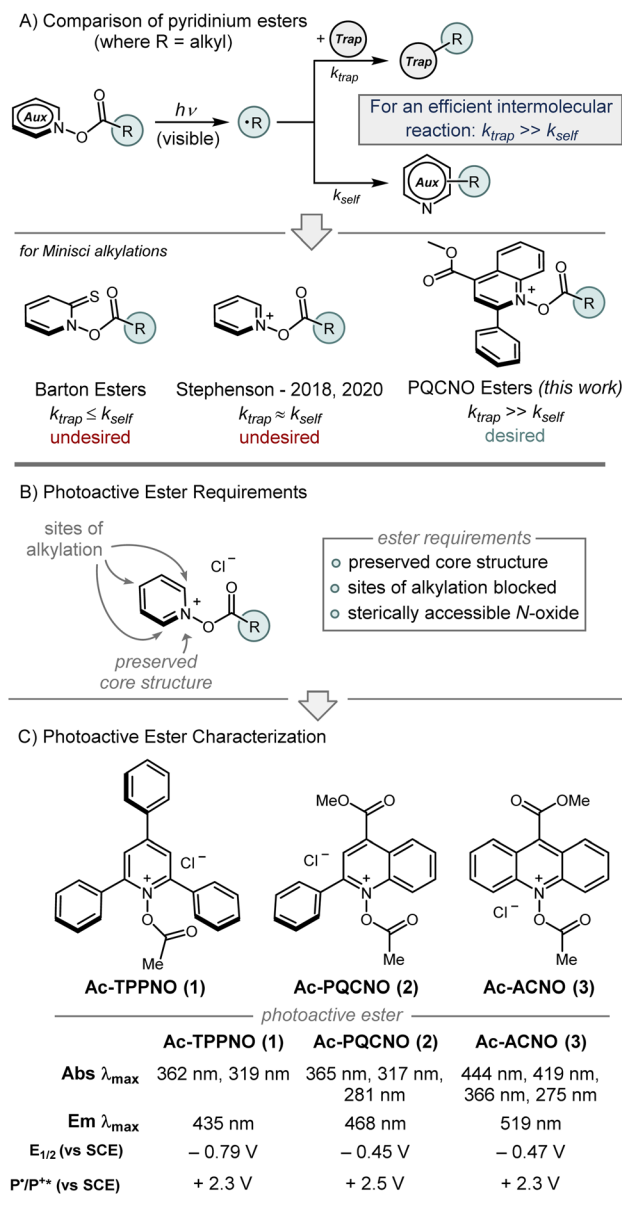 A) Comparison of pyridinium esters
(where R = alkyl)
+ Trap
Trap R
k_trap
Aux N O O R
hν
(visible)
•R
For an efficient intermolecular
reaction: k_trap >> k_self
k_self
Aux R
N
for Minisci alkylations
S O N O R
O N + O R
O O O N + O R
Barton Esters
k_trap ≤ k_self
undesired
Stephenson - 2018, 2020
k_trap ≈ k_self
undesired
PQCNO Esters (this work)
k_trap >> k_self
desired
B) Photoactive Ester Requirements
sites of
alkylation
Cl⁻
O N + O R
preserved
core structure
ester requirements
preserved core structure
sites of alkylation blocked
sterically accessible N-oxide
C) Photoactive Ester Characterization
Cl⁻
N + O O
Me
MeO O
Cl⁻
N + O O
Me
O OMe
N +
Cl⁻ O O
Me
Ac-TPPNO (1) Ac-PQCNO (2) Ac-ACNO (3)
photoactive ester
Ac-TPPNO (1) Ac-PQCNO (2) Ac-ACNO (3)
Abs λmax 362 nm, 319 nm 365 nm, 317 nm, 444 nm, 419 nm,
281 nm 366 nm, 275 nm
Em λmax 435 nm 468 nm 519 nm
E1/2 (vs SCE) – 0.79 V – 0.45 V – 0.47 V
P•/P+* (vs SCE) + 2.3 V + 2.5 V + 2.3 V